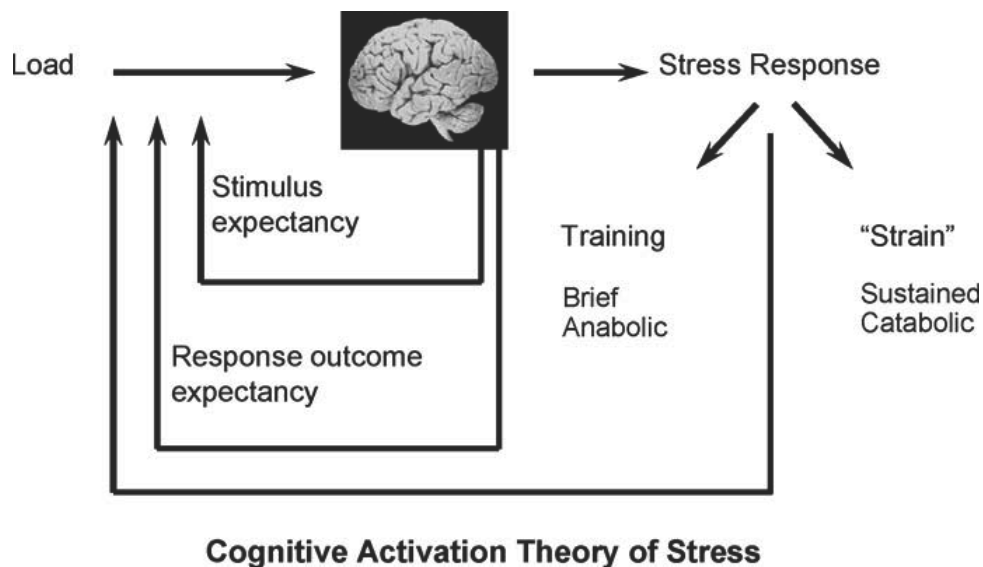 Load
Stress Response
Stimulus
expectancy
Training
“Strain”
Brief
Anabolic
Sustained
Catabolic
Response outcome
expectancy
Cognitive Activation Theory of Stress